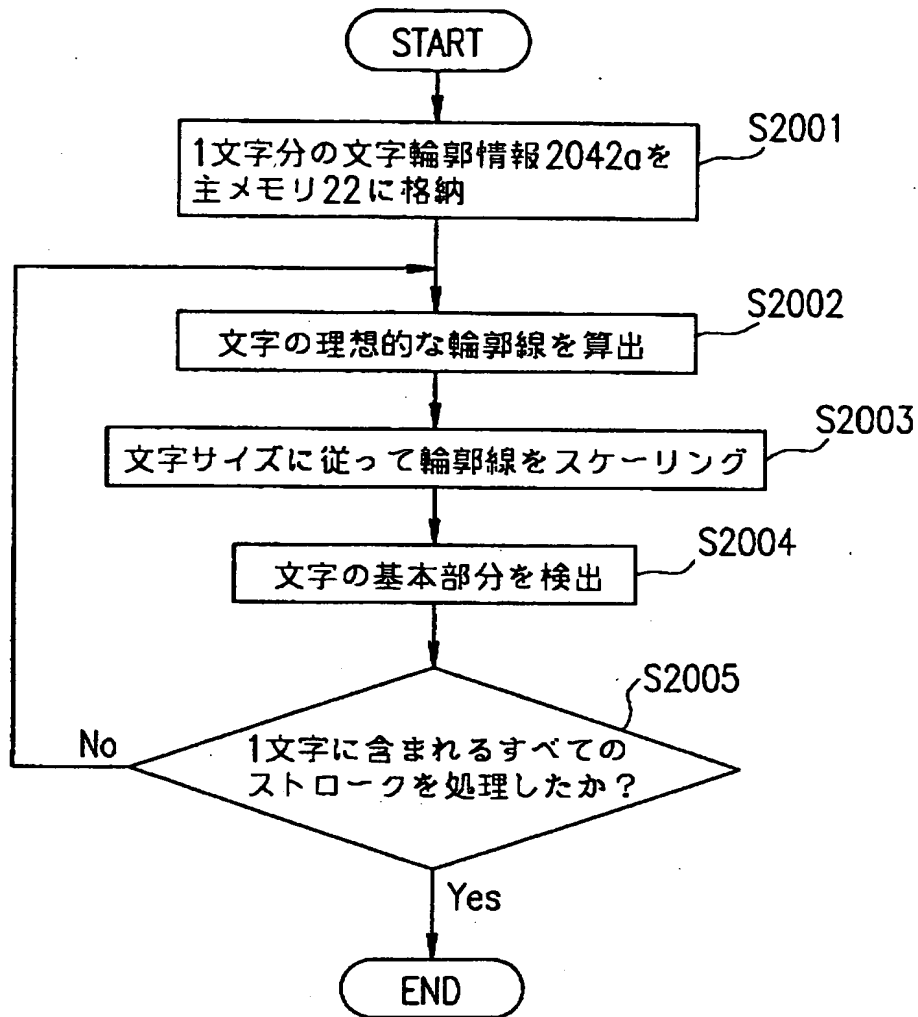 START
S2001
1文字分の文字輪郭情報2042aを
主メモリ22に格納
S2002
文字の理想的な輪郭線を算出
S2003
文字サイズに従って輪郭線をスケーリング
S2004
文字の基本部分を検出
S2005
No
1文字に含まれるすべての
ストロークを処理したか?
Yes
END